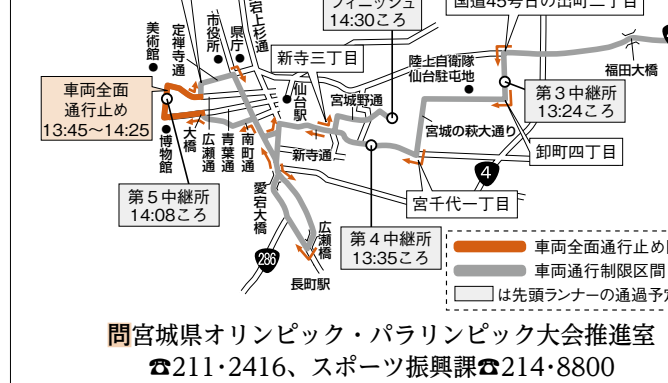 フィニッシュ
14:30ころ
国道45号日の出町二丁目
岩上杉通
市役所
県庁
定禅寺通
美術館
新寺三丁目
陸上自衛隊
仙台駐屯地
福田大橋
車両全面
通行止め
13:45〜14:25
仙台駅
宮城野通
第3中継所
13:24ころ
宮城の萩大通り
博物館
大橋
広瀬通
青葉通
南町通
新寺通
卸町四丁目
4
第5中継所
14:08ころ
愛宕大橋
宮千代一丁目
広瀬橋
第4中継所
13:35ころ
286
長町駅
車両全面通行止め
車両通行制限区間
は先頭ランナーの通過予定
問宮城県オリンピック・パラリンピック大会推進室
☎211・2416、スポーツ振興課☎214・8800